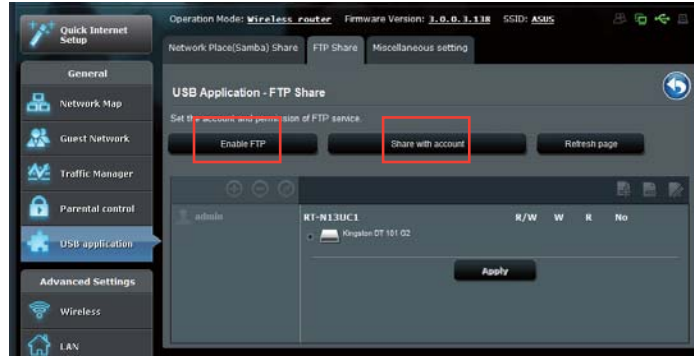 Quick Internet
Setup
Operation Mode: Wireless router Firmware Version: 3.0.0.3.138 SSID: ASUS
Network Place(Samba) Share FTP Share Miscellaneous setting
General
Network Map
Guest Network
Traffic Manager
Parental control
USB application
Advanced Settings
Wireless
LAN
USB Application - FTP Share
Set the account and permission of FTP service.
Enable FTP Share with account Refresh page
admin RT-N13UC1 R/W W R No
Kingston DT 101 G2
Apply